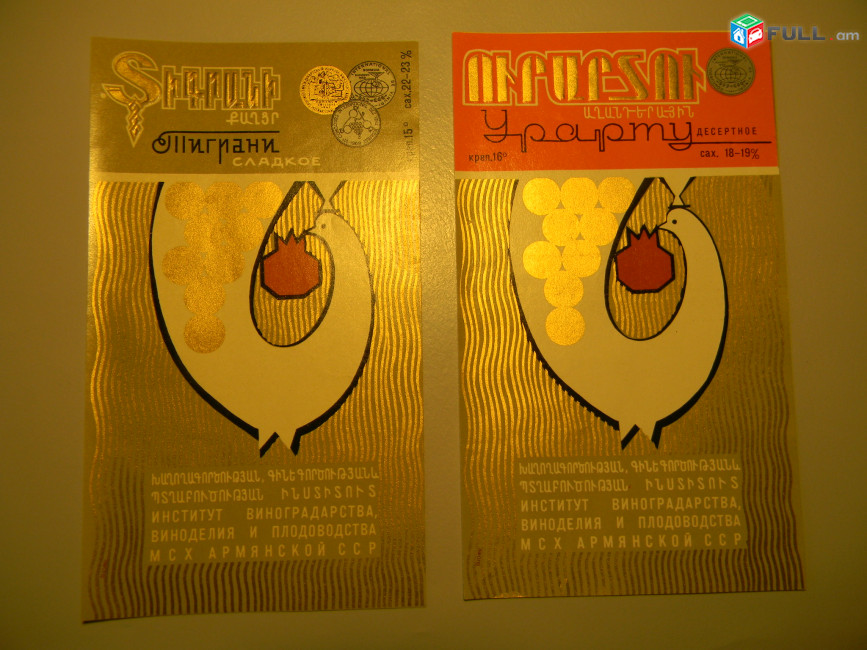 FULL.am
ՏԻԳՐԱՆԻ
ՔԱՂՑՐ
Тиграни
СЛАДКОЕ
креп. 15° сах. 22-23%
ՈՒՐԱՐՏՈՒ
ԱՂԱՆԴԵՐԱՅԻՆ
Урарту ДЕСЕРТНОЕ
креп. 16° сах. 18-19%
ԽԱՂՈՂԱԳՈՐԾՈՒԹՅԱՆ, ԳԻՆԵԳՈՐԾՈՒԹՅԱՆ և
ՊՏՂԱԲՈՒԾՈՒԹՅԱՆ ԻՆՍՏԻՏՈՒՏ
ИНСТИТУТ ВИНОГРАДАРСТВА,
ВИНОДЕЛИЯ И ПЛОДОВОДСТВА
МСХ АРМЯНСКОЙ ССР
ԽԱՂՈՂԱԳՈՐԾՈՒԹՅԱՆ, ԳԻՆԵԳՈՐԾՈՒԹՅԱՆ և
ՊՏՂԱԲՈՒԾՈՒԹՅԱՆ ԻՆՍՏԻՏՈՒՏ
ИНСТИТУТ ВИНОГРАДАРСТВА,
ВИНОДЕЛИЯ И ПЛОДОВОДСТВА
МСХ АРМЯНСКОЙ ССР